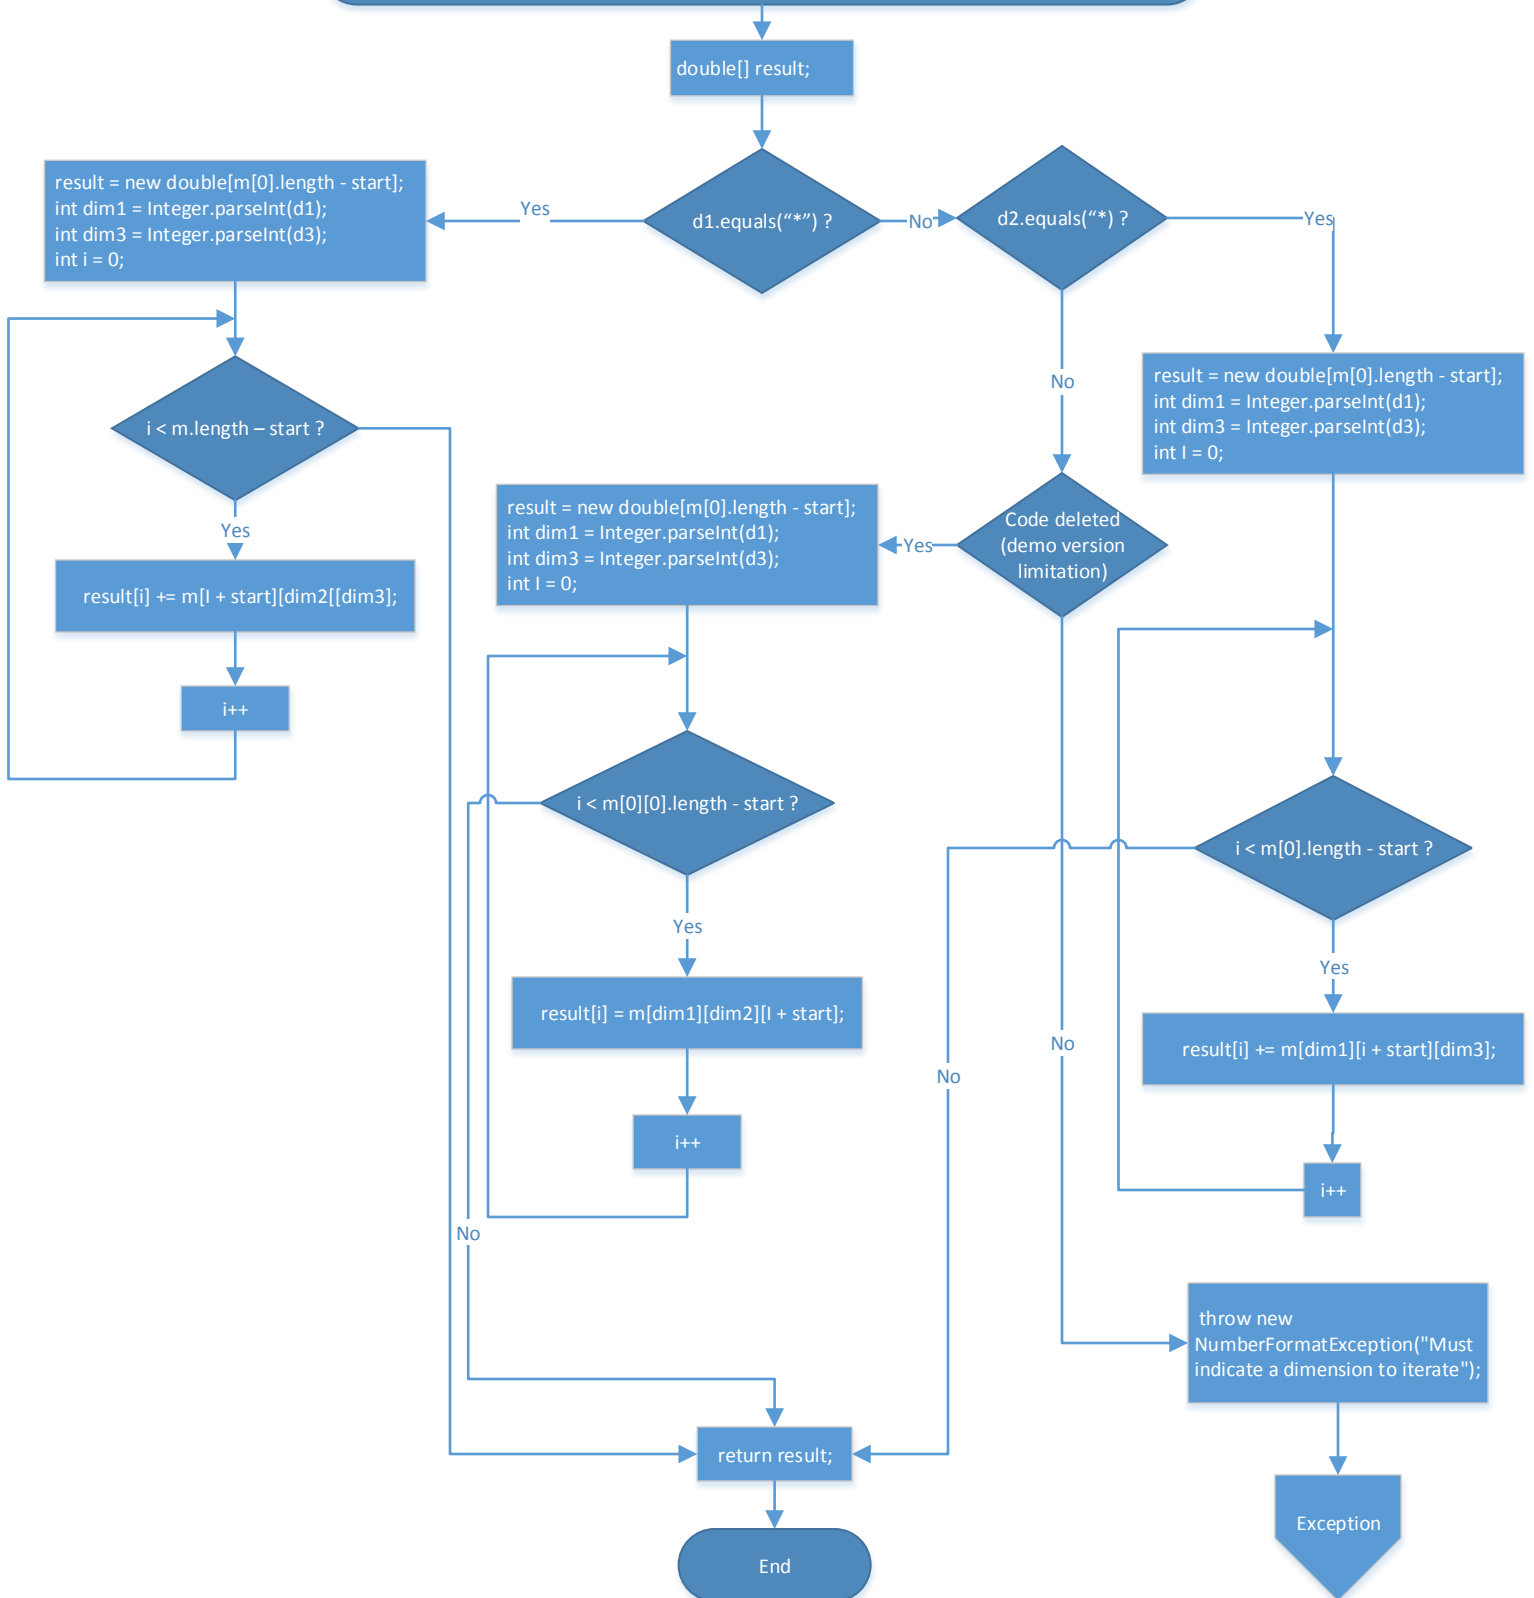 double[] result;
d1.equals(“*”) ?
Yes
No
d2.equals(“*) ?
Yes
No
result = new double[m[0].length - start];
int dim1 = Integer.parseInt(d1);
int dim3 = Integer.parseInt(d3);
int i = 0;
i < m.length – start ?
Yes
result[i] += m[I + start][dim2[[dim3];
i++
result = new double[m[0].length - start];
int dim1 = Integer.parseInt(d1);
int dim3 = Integer.parseInt(d3);
int I = 0;
Code deleted
(demo version
limitation)
Yes
No
result = new double[m[0].length - start];
int dim1 = Integer.parseInt(d1);
int dim3 = Integer.parseInt(d3);
int I = 0;
i < m[0][0].length - start ?
Yes
No
result[i] = m[dim1][dim2][I + start];
i++
i < m[0].length - start ?
Yes
No
result[i] += m[dim1][i + start][dim3];
i++
throw new
NumberFormatException("Must
indicate a dimension to iterate");
return result;
Exception
End